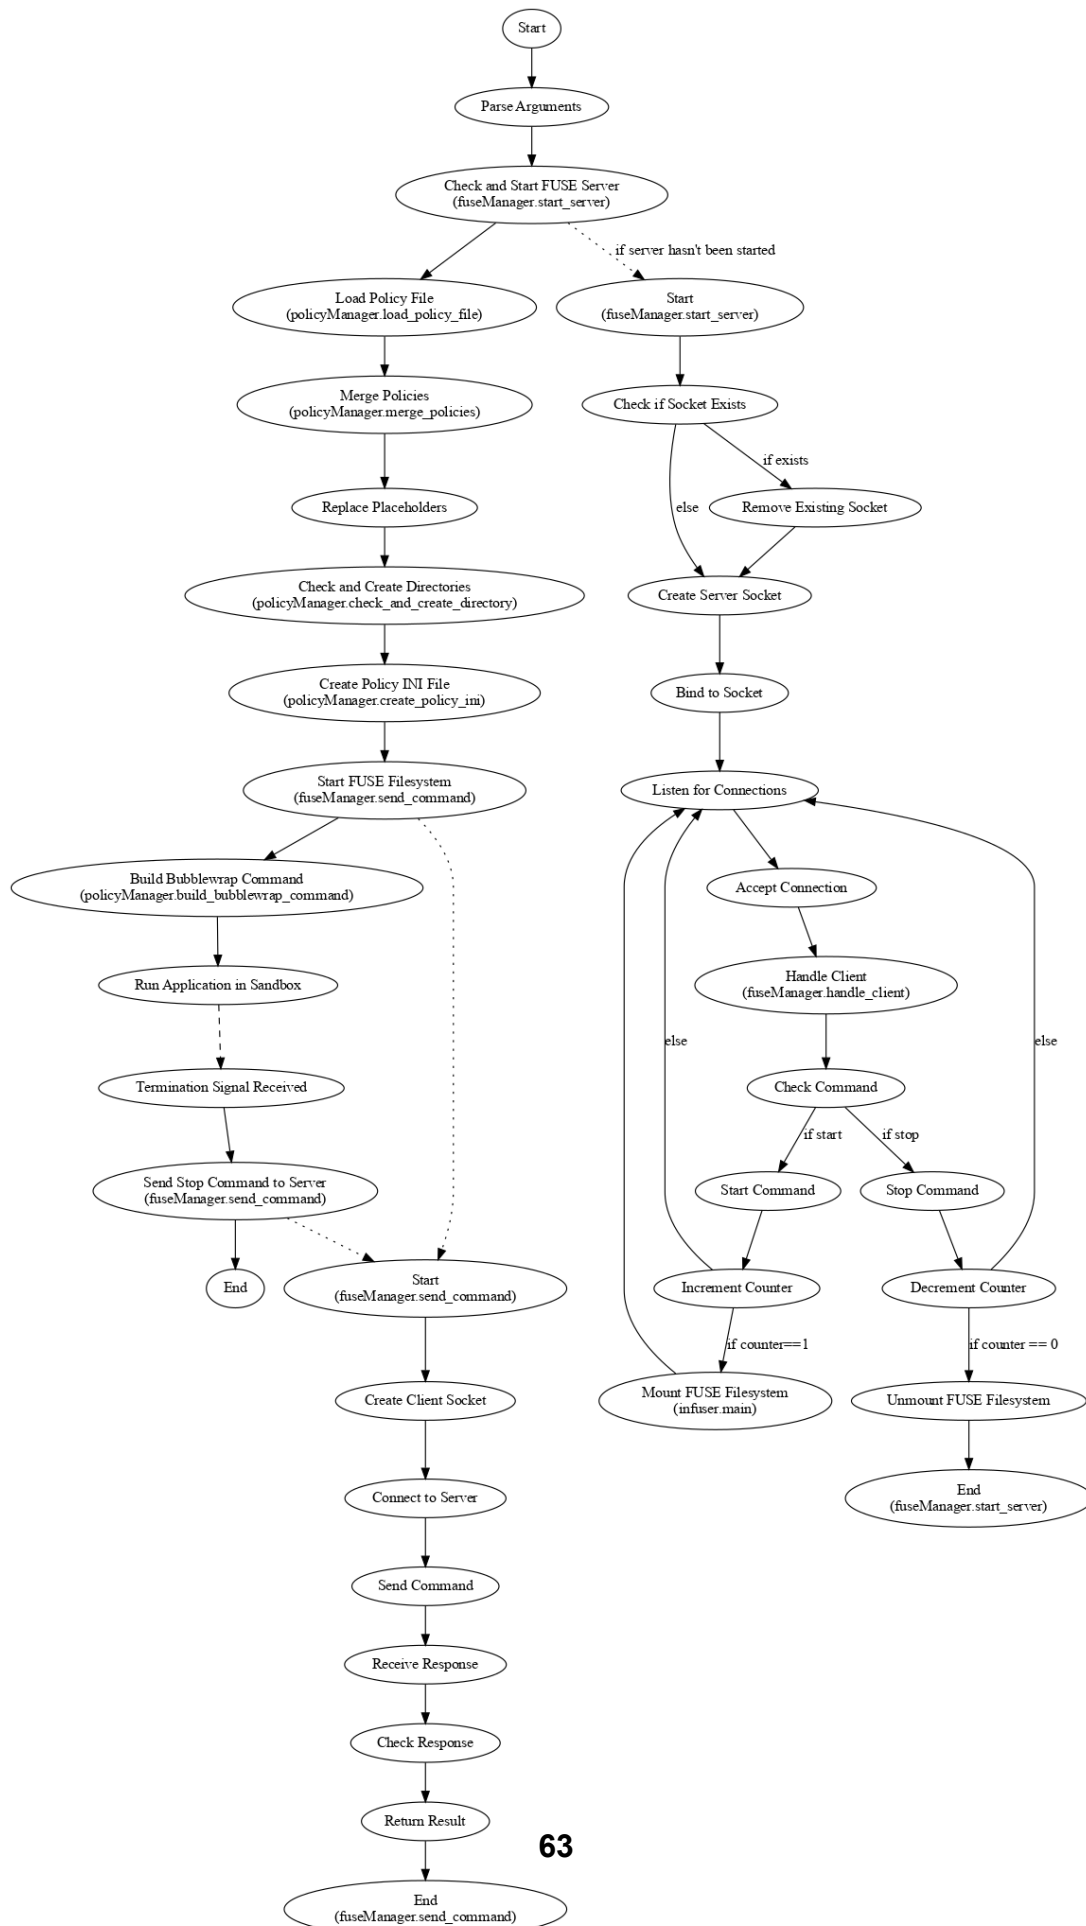 Start
Parse Arguments
Check and Start FUSE Server
(fuseManager.start_server)
if server hasn't been started
Load Policy File
(policyManager.load_policy_file)
Start
(fuseManager.start_server)
Merge Policies
(policyManager.merge_policies)
Check if Socket Exists
if exists
Replace Placeholders
else
Remove Existing Socket
Check and Create Directories
(policyManager.check_and_create_directory)
Create Server Socket
Create Policy INI File
(policyManager.create_policy_ini)
Bind to Socket
Start FUSE Filesystem
(fuseManager.send_command)
Listen for Connections
Build Bubblewrap Command
(policyManager.build_bubblewrap_command)
Accept Connection
Run Application in Sandbox
Handle Client
(fuseManager.handle_client)
else
else
Termination Signal Received
Check Command
if start
if stop
Send Stop Command to Server
(fuseManager.send_command)
Start Command
Stop Command
End
Start
(fuseManager.send_command)
Increment Counter
Decrement Counter
if counter==1
if counter == 0
Create Client Socket
Mount FUSE Filesystem
(infuser.main)
Unmount FUSE Filesystem
Connect to Server
End
(fuseManager.start_server)
Send Command
Receive Response
Check Response
Return Result
63
End
(fuseManager.send_command)